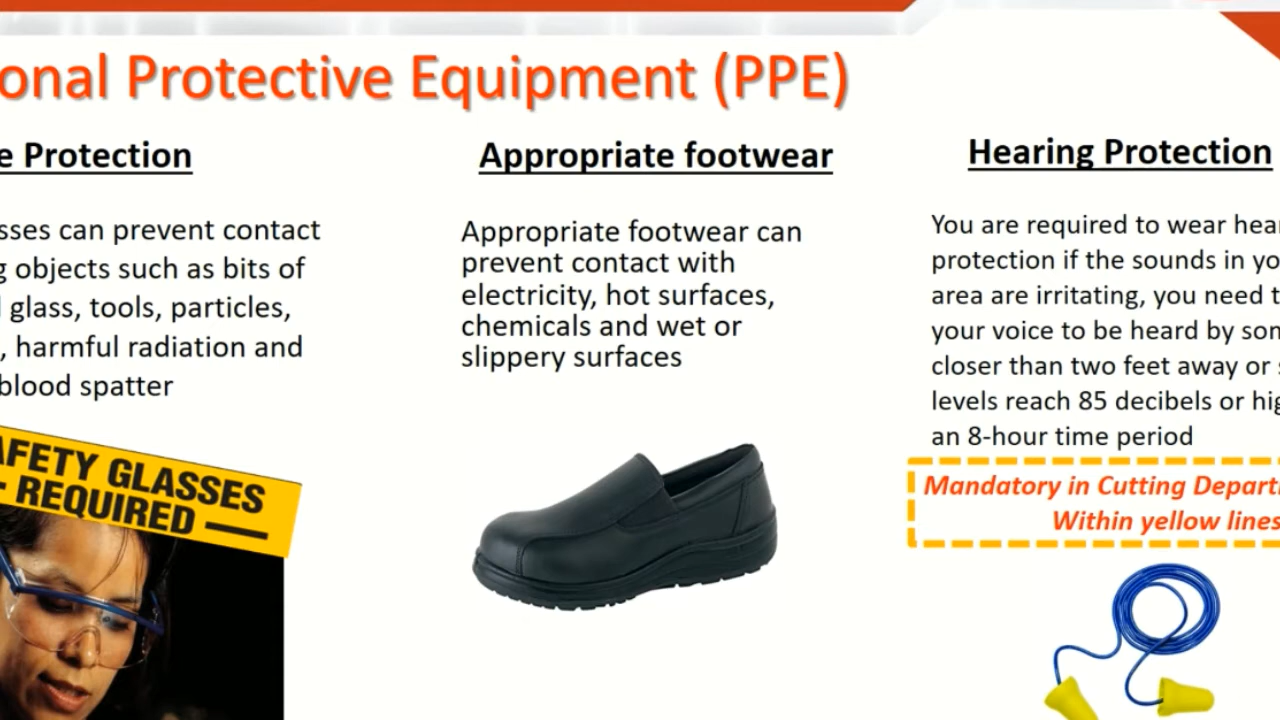 onal Protective Equipment (PPE)
e Protection
sses can prevent contact
g objects such as bits of
glass, tools, particles,
, harmful radiation and
blood spatter
SAFETY GLASSES
REQUIRED
Appropriate footwear
Appropriate footwear can
prevent contact with
electricity, hot surfaces,
chemicals and wet or
slippery surfaces
Hearing Protection
You are required to wear hear
protection if the sounds in yo
area are irritating, you need t
your voice to be heard by som
closer than two feet away or s
levels reach 85 decibels or hig
an 8-hour time period
Mandatory in Cutting Departm
Within yellow lines